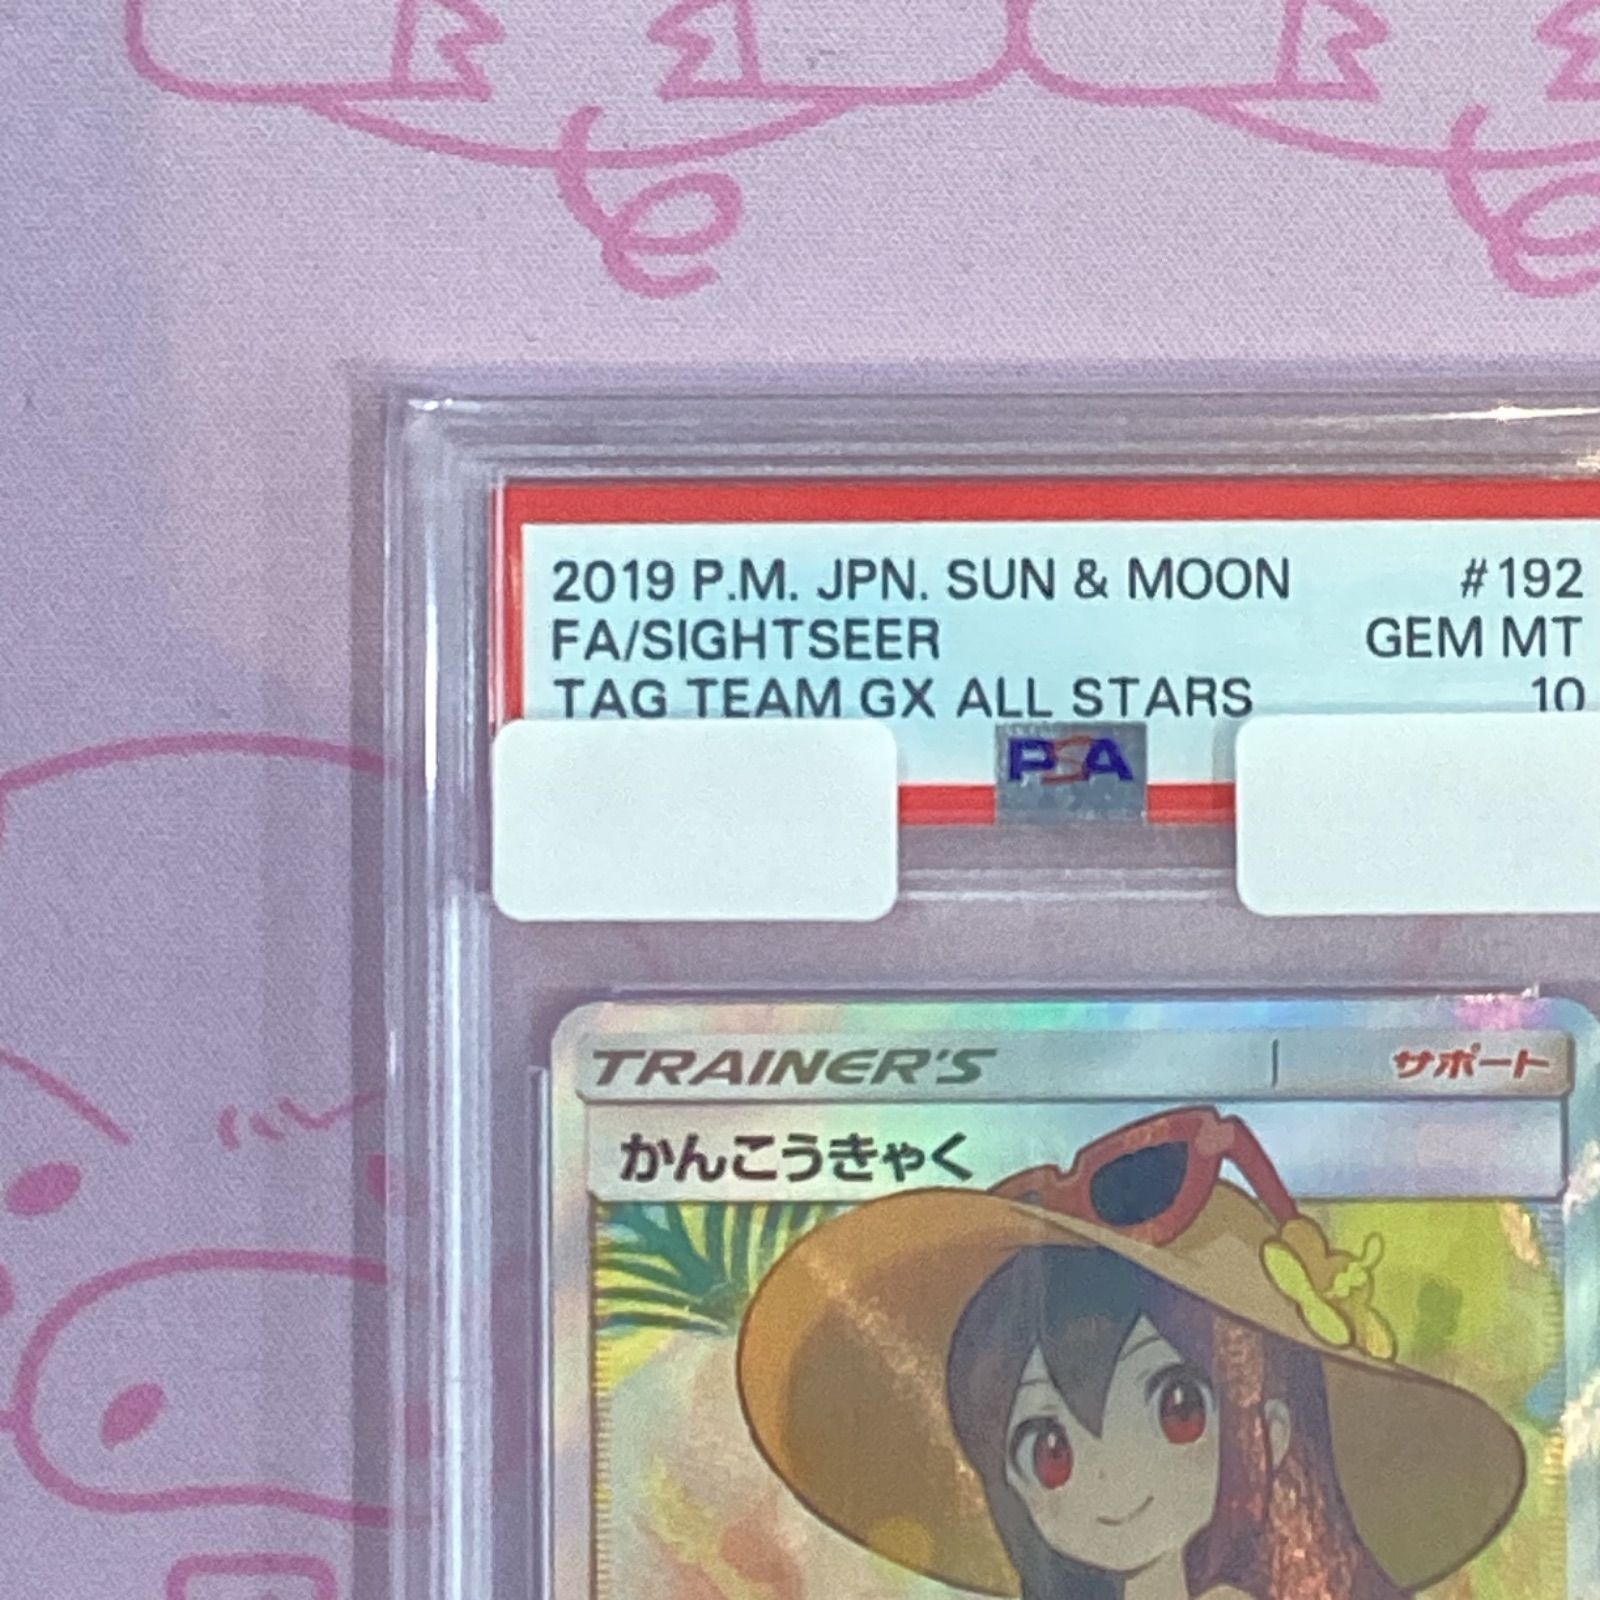 2019 P.M. JPN. SUN & MOON #192
FA/SIGHTSEER GEM MT
TAG TEAM GX ALL STARS 10
PSA
TRAINER'S サポート
かんこうきゃく